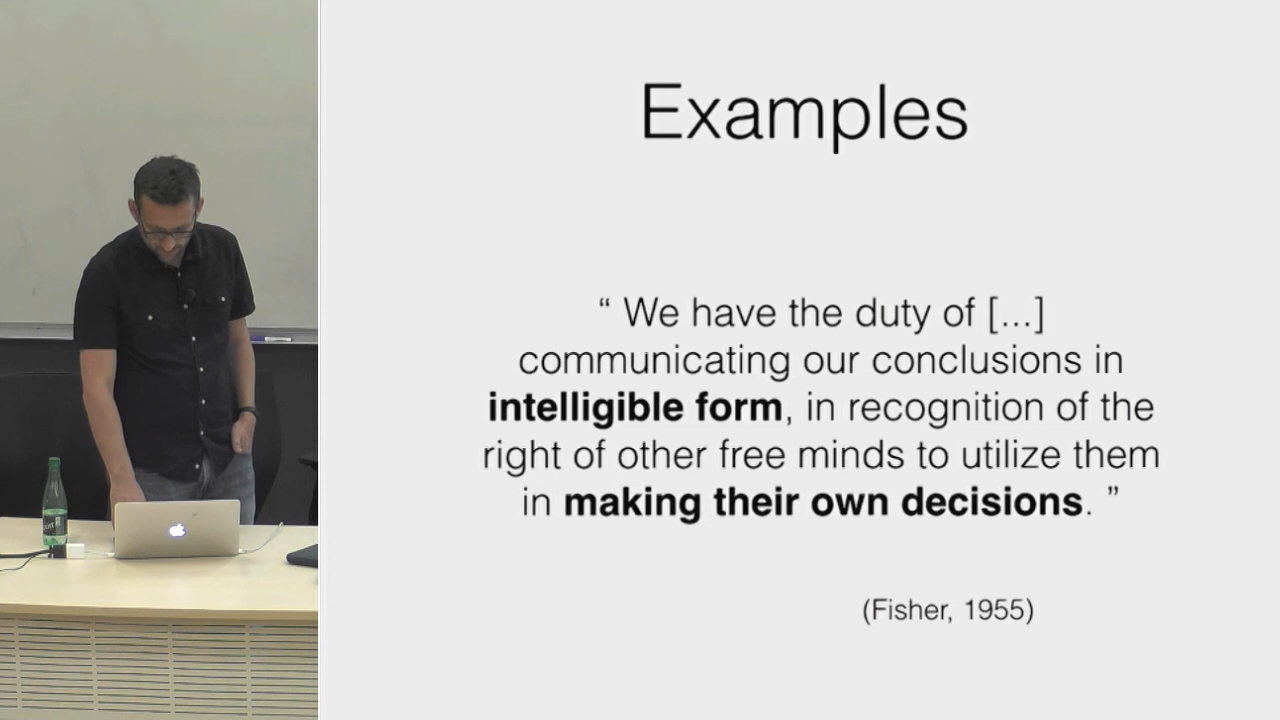 Examples
“ We have the duty of [...]
communicating our conclusions in
intelligible form, in recognition of the
right of other free minds to utilize them
in making their own decisions. ”
(Fisher, 1955)